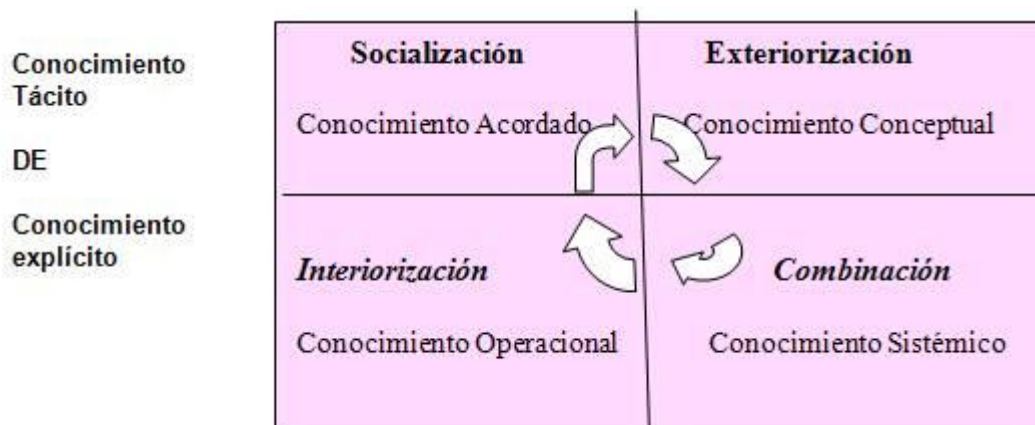 Conocimiento
Tácito
DE
Conocimiento
explícito
Socialización
Conocimiento Acordado
Exteriorización
Conocimiento Conceptual
Interiorización
Conocimiento Operacional
Combinación
Conocimiento Sistémico